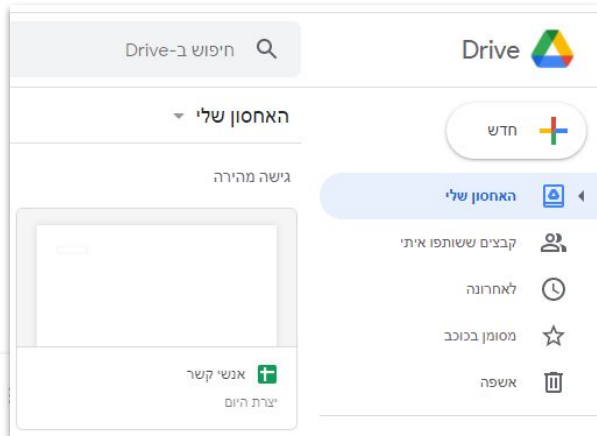 Drive
חדש
האחסון שלי
קבצים ששותפו איתי
לאחרונה
מסומן בכוכב
אשפה
חיפוש ב-Drive
האחסון שלי
גישה מהירה
אנשי קשר
יצרת היום